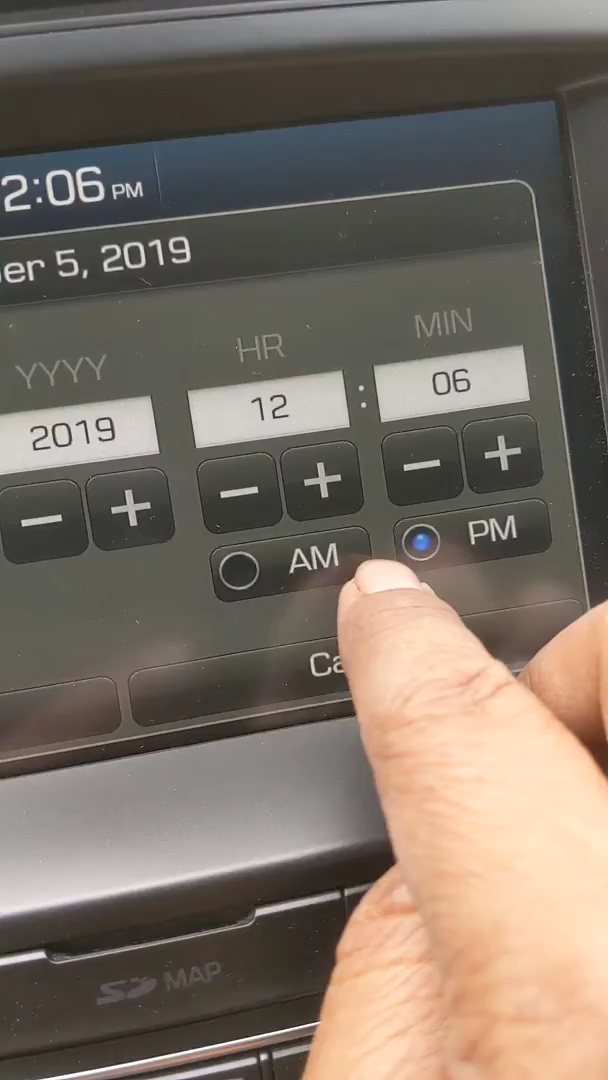 2:06 PM
er 5, 2019
YYYY HR MIN
2019 12 : 06
− + − + − +
AM PM
Ca
SD MAP